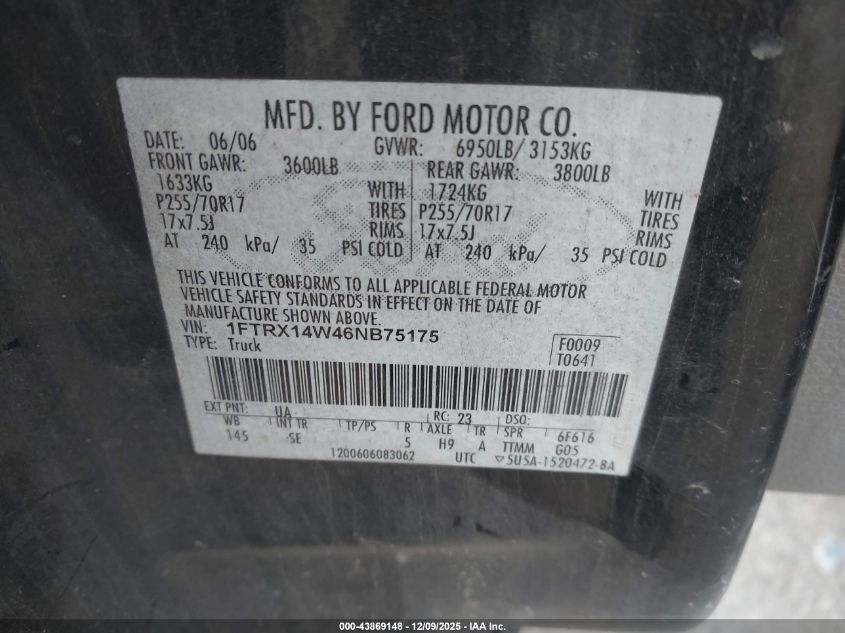 MFD. BY FORD MOTOR CO.
DATE: 06/06 GVWR: 6950LB/ 3153KG
FRONT GAWR: 3600LB REAR GAWR: 3800LB
1633KG WITH 1724KG WITH
P255/70R17 TIRES P255/70R17 TIRES
17x7.5J RIMS 17x7.5J RIMS
AT 240 kPa/ 35 PSI COLD AT 240 kPa/ 35 PSI COLD
THIS VEHICLE CONFORMS TO ALL APPLICABLE FEDERAL MOTOR
VEHICLE SAFETY STANDARDS IN EFFECT ON THE DATE OF
MANUFACTURE SHOWN ABOVE.
VIN: 1FTRX14W46NB75175
TYPE: Truck
F0009
T0641
EXT PNT: UA RC: 23 DSO:
WB INT TR TP/PS R AXLE TR SPR 6F616
145 SE 5 H9 A TTMM G05
1200606083062 UTC ▽5U5A-1520472-BA
000-43869148 - 12/09/2025 - IAA Inc.